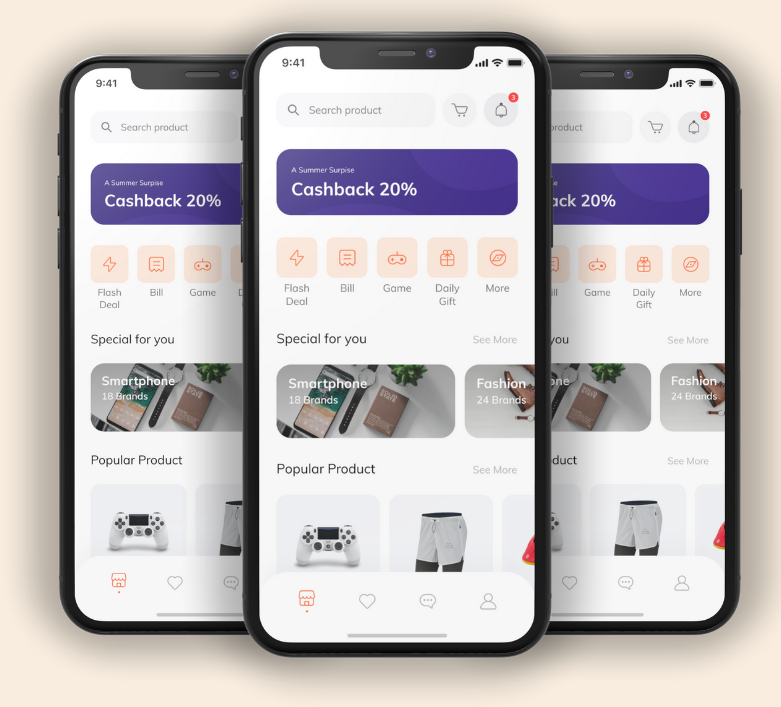 9:41
Search product
A Summer Surpise
Cashback 20%
Flash Bill Game D
Deal
Special for you
Smartphone
18 Brands
Popular Product
9:41
Search product
3
A Summer Surpise
Cashback 20%
Flash Bill Game Daily More
Deal Gift
Special for you See More
Smartphone Fashion
18 Brands 24 Brands
Popular Product See More
product
3
ack 20%
ill Game Daily More
Gift
you See More
one Fashion
24 Brands
duct See More